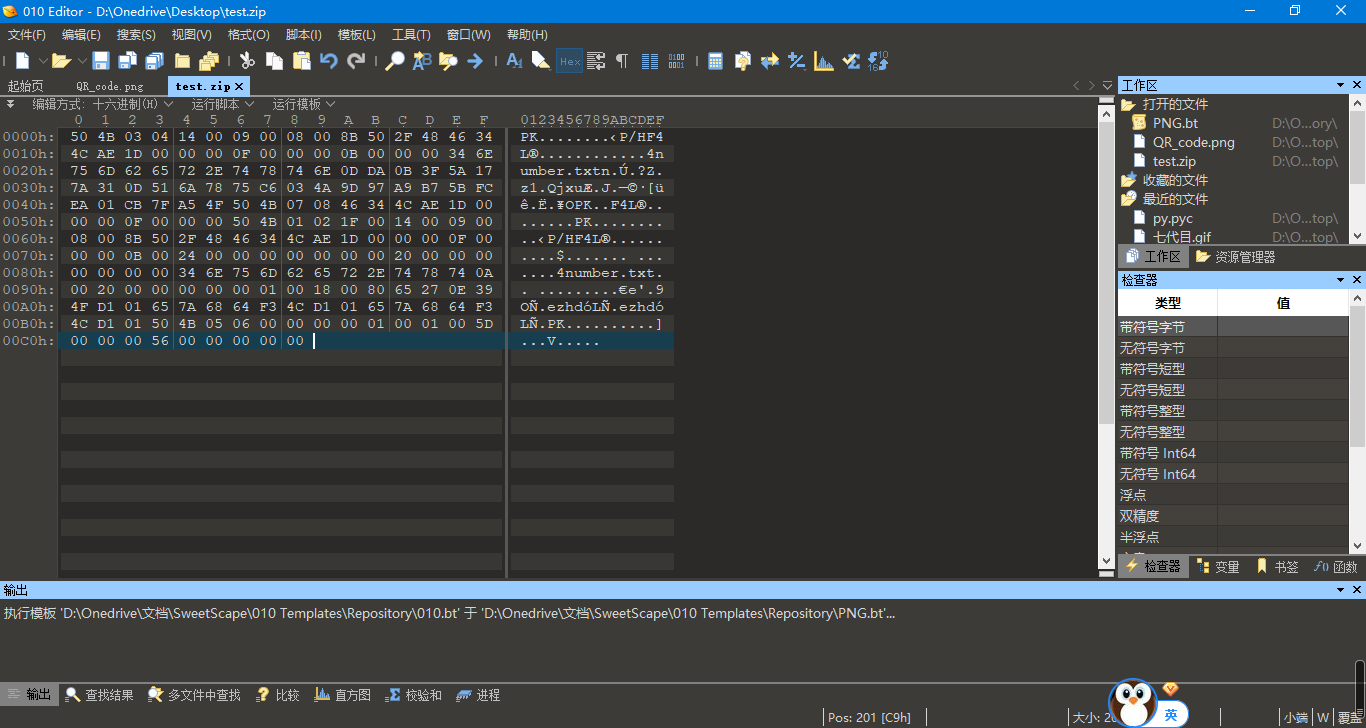 010 Editor - D:\Onedrive\Desktop\test.zip
文件(F) 编辑(E) 搜索(S) 视图(V) 格式(O) 脚本(I) 模板(L) 工具(T) 窗口(W) 帮助(H)
起始页 QR_code.png test.zip
编辑方式: 十六进制(H) 运行脚本 运行模板
0 1 2 3 4 5 6 7 8 9 A B C D E F 0123456789ABCDEF
0000h: 50 4B 03 04 14 00 09 00 08 00 8B 50 2F 48 46 34 PK........‹P/HF4
0010h: 4C AE 1D 00 00 00 0F 00 00 00 0B 00 00 00 34 6E L®............4n
0020h: 75 6D 62 65 72 2E 74 78 74 6E 0D DA 0B 3F 5A 17 umber.txtn.Ú.?Z.
0030h: 7A 31 0D 51 6A 78 75 C6 03 4A 9D 97 A9 B7 5B FC z1.QjxuÆ.J.—©·[ü
0040h: EA 01 CB 7F A5 4F 50 4B 07 08 46 34 4C AE 1D 00 ê.Ë.¥OPK..F4L®..
0050h: 00 00 0F 00 00 00 50 4B 01 02 1F 00 14 00 09 00 ......PK........
0060h: 08 00 8B 50 2F 48 46 34 4C AE 1D 00 00 00 0F 00 ..‹P/HF4L®......
0070h: 00 00 0B 00 24 00 00 00 00 00 00 00 20 00 00 00 ....$....... ...
0080h: 00 00 00 00 34 6E 75 6D 62 65 72 2E 74 78 74 0A ....4number.txt.
0090h: 00 20 00 00 00 00 00 01 00 18 00 80 65 27 0E 39 . .........€e'.9
00A0h: 4F D1 01 65 7A 68 64 F3 4C D1 01 65 7A 68 64 F3 OÑ.ezhdóLÑ.ezhdó
00B0h: 4C D1 01 50 4B 05 06 00 00 00 00 01 00 01 00 5D LÑ.PK..........]
00C0h: 00 00 00 56 00 00 00 00 00 ...V.....
工作区
打开的文件
PNG.bt D:\O...ory\
QR_code.png D:\O...top\
test.zip D:\O...top\
收藏的文件
最近的文件
py.pyc D:\O...top\
七代目.gif D:\O...top\
工作区 资源管理器
检查器
类型 值
带符号字节
无符号字节
带符号短型
无符号短型
带符号整型
无符号整型
带符号 Int64
无符号 Int64
浮点
双精度
半浮点
检查器 变量 书签 f() 函数
输出
执行模板 'D:\Onedrive\文档\SweetScape\010 Templates\Repository\010.bt' 于 'D:\Onedrive\文档\SweetScape\010 Templates\Repository\PNG.bt'...
输出 查找结果 多文件中查找 比较 直方图 校验和 进程
Pos: 201 [C9h] 大小: 英 小端 W 覆盖